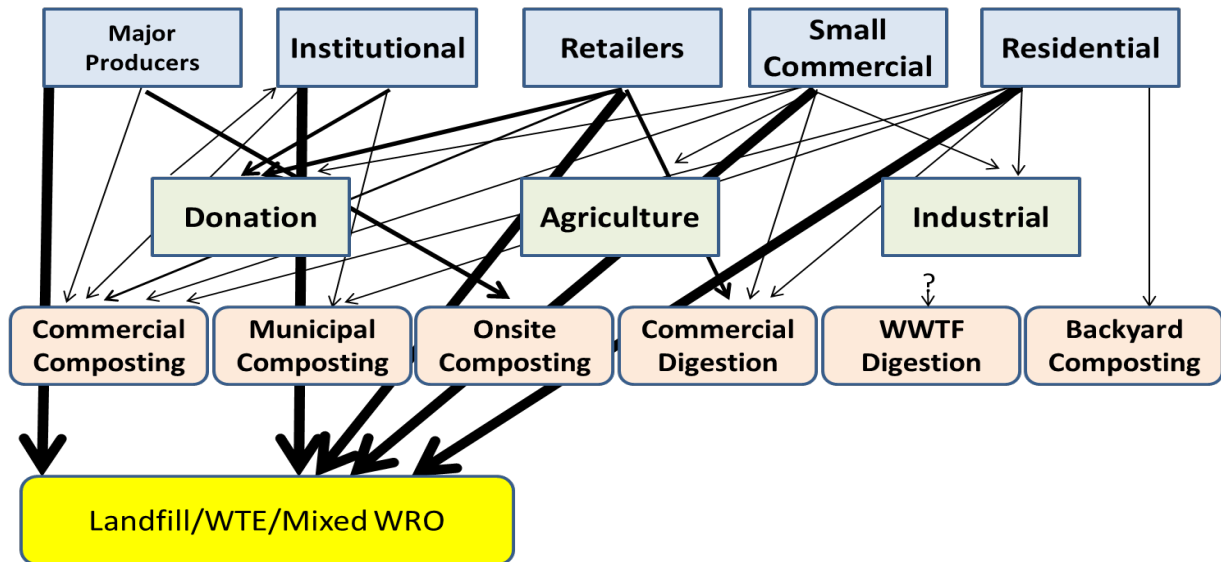 Major
Producers
Institutional
Retailers
Small
Commercial
Residential
Donation
Agriculture
Industrial
?
Commercial
Composting
Municipal
Composting
Onsite
Composting
Commercial
Digestion
WWTF
Digestion
Backyard
Composting
Landfill/WTE/Mixed WRO